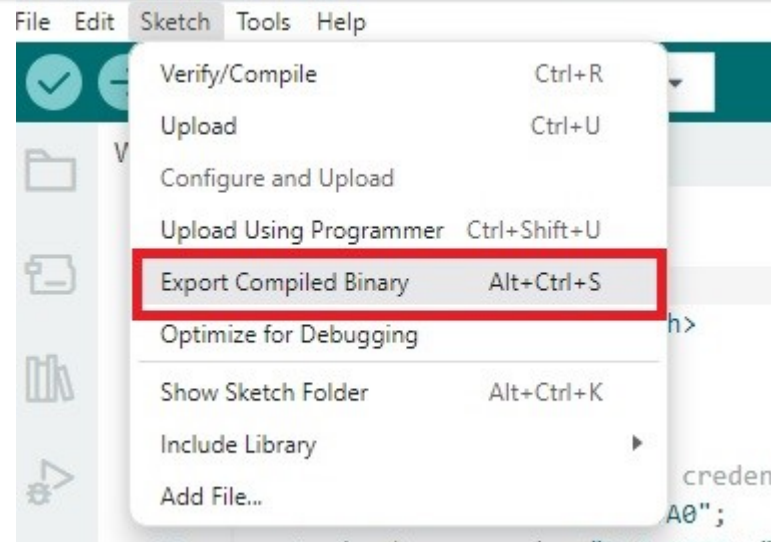 File Edit Sketch Tools Help
Verify/Compile Ctrl+R
Upload Ctrl+U
Configure and Upload
Upload Using Programmer Ctrl+Shift+U
Export Compiled Binary Alt+Ctrl+S
h>
Optimize for Debugging
Show Sketch Folder Alt+Ctrl+K
Include Library
creden
Add File...
A0";